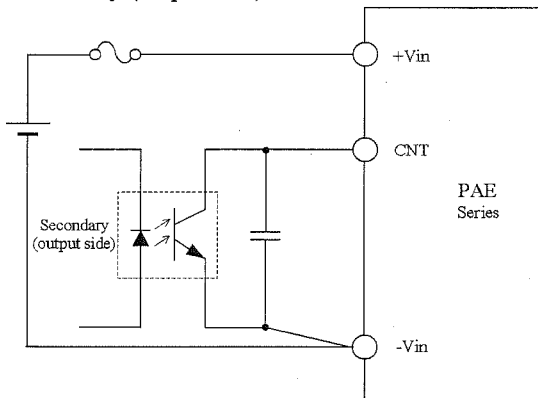 +Vin
CNT
PAE
Series
Secondary
(output side)
-Vin